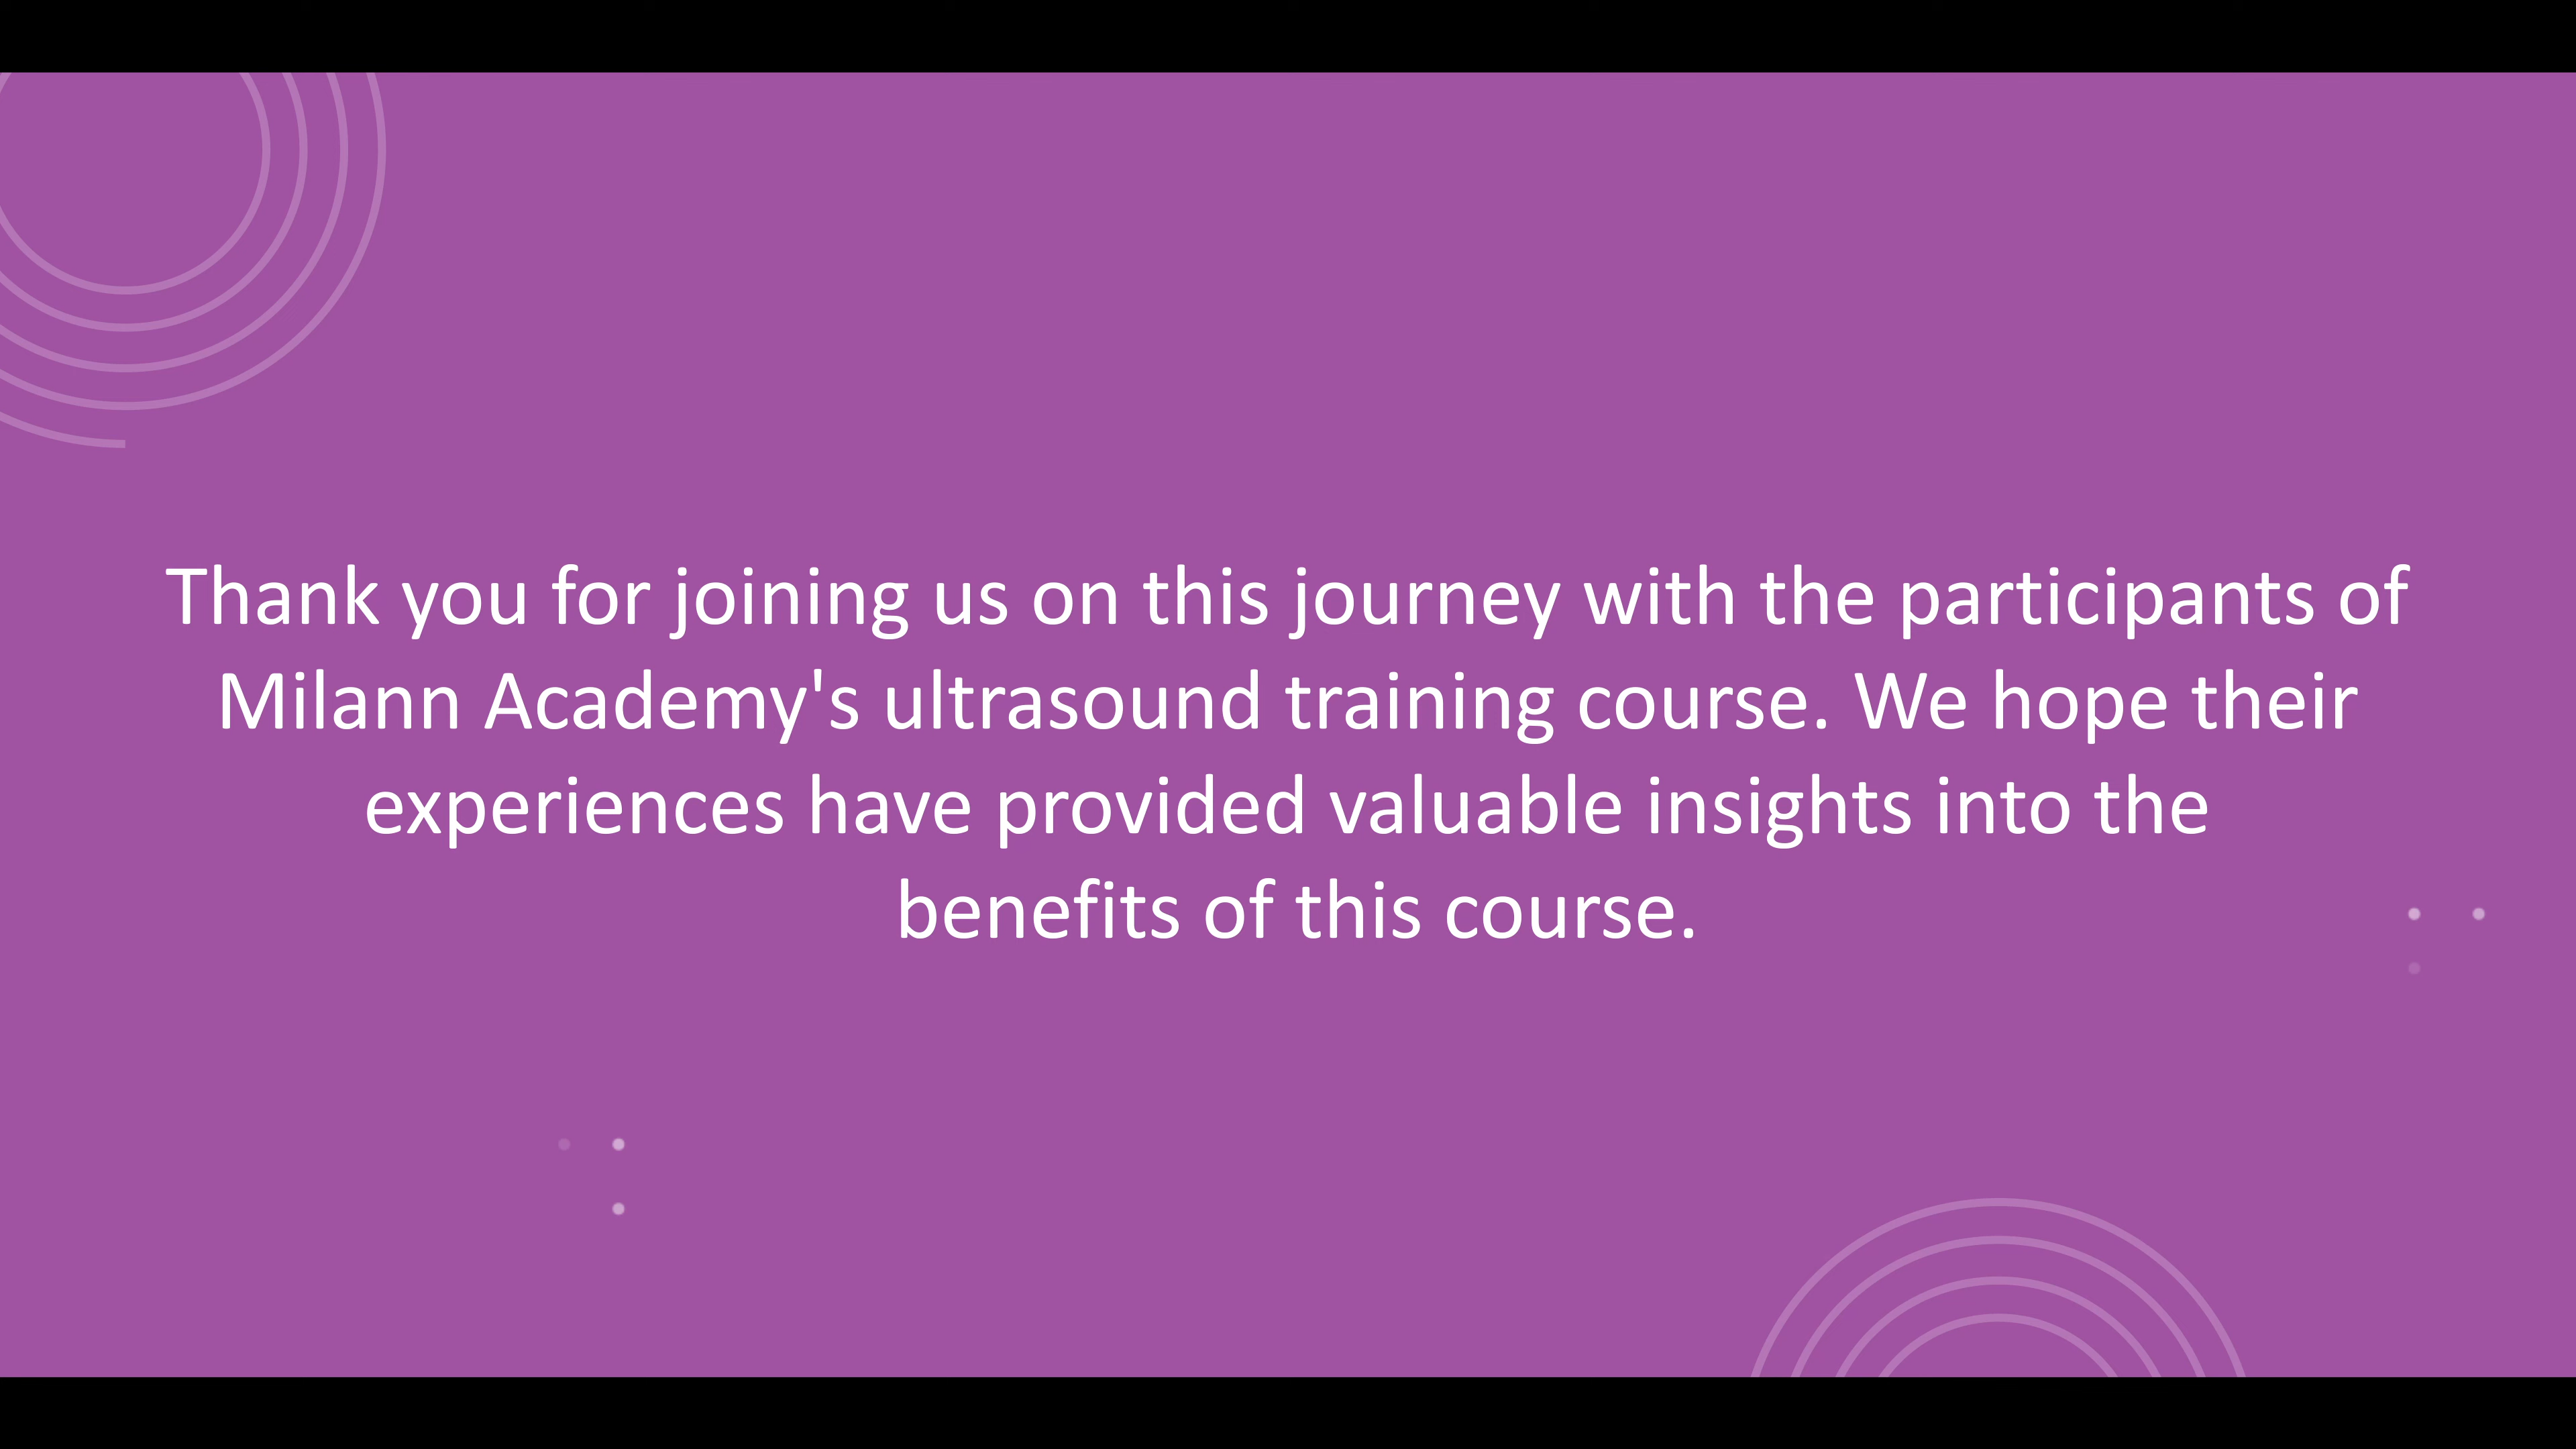 Thank you for joining us on this journey with the participants of
Milann Academy's ultrasound training course. We hope their
experiences have provided valuable insights into the
benefits of this course.